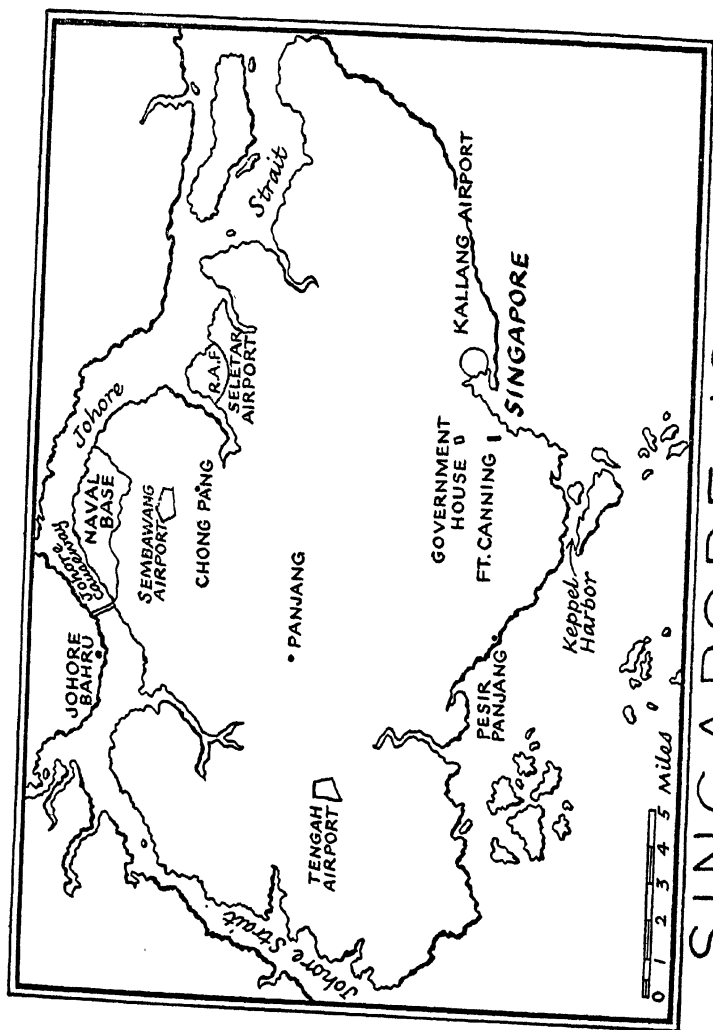 JOHORE
BAHRU
Johore
Causeway
NAVAL
BASE
Johore
SEMBAWANG
AIRPORT
CHONG PANG
R.A.F.
SELETAR
AIRPORT
Strait
PANJANG
TENGAH
AIRPORT
Johore Strait
GOVERNMENT
HOUSE
FT. CANNING
KALLANG AIRPORT
SINGAPORE
PESIR
PANJANG
Keppel
Harbor
0 1 2 3 4 5 Miles
SINGAPORE